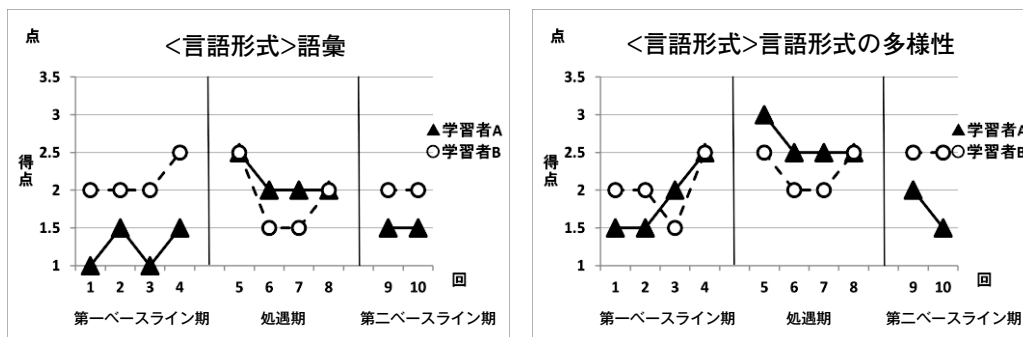 点
<言語形式>語彙
3.5
3
2.5
2
1.5
1
得点
▲学習者A
○学習者B
1 2 3 4 5 6 7 8 9 10 回
第一ベースライン期 処遇期 第二ベースライン期
点
<言語形式>言語形式の多様性
3.5
3
2.5
2
1.5
1
得点
▲学習者A
○学習者B
1 2 3 4 5 6 7 8 9 10 回
第一ベースライン期 処遇期 第二ベースライン期